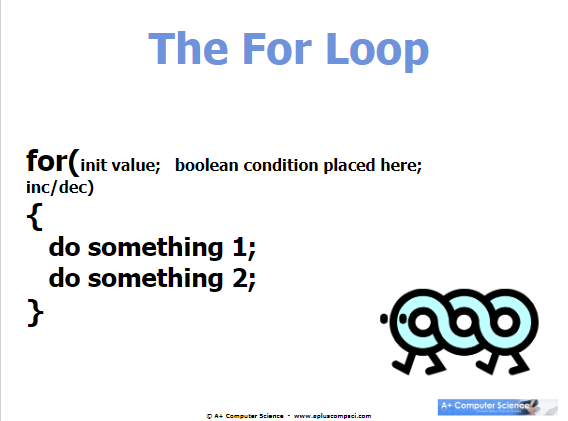 The For Loop
for(init value; boolean condition placed here;
inc/dec)
{
do something 1;
do something 2;
}
A+ Computer Science
© A+ Computer Science - www.apluscompsci.com